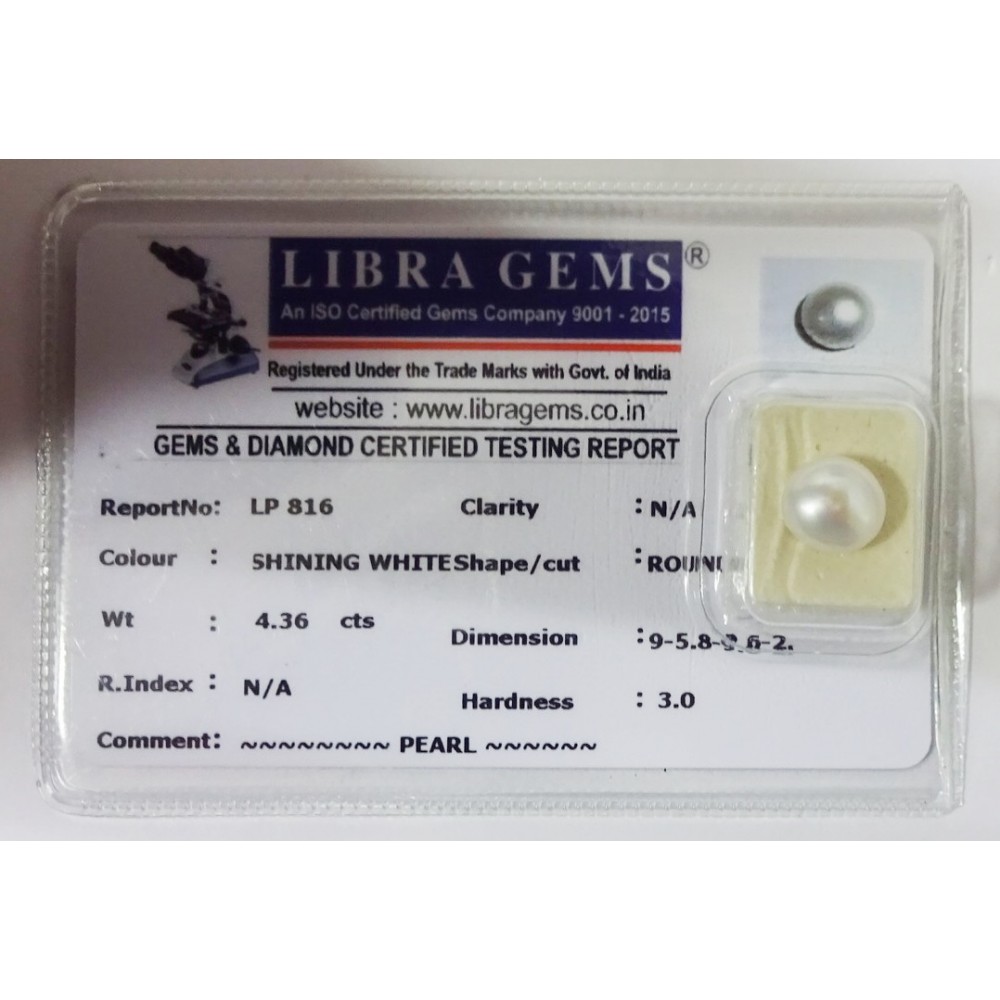 LIBRA GEMS ®
An ISO Certified Gems Company 9001 - 2015
Registered Under the Trade Marks with Govt. of India
website : www.libragems.co.in
GEMS & DIAMOND CERTIFIED TESTING REPORT
ReportNo: LP 816 Clarity : N/A
Colour : SHINING WHITE Shape/cut : ROUND
Wt : 4.36 cts Dimension :
R.Index : N/A Hardness : 3.0
Comment: ~~~~~~~~ PEARL ~~~~~~